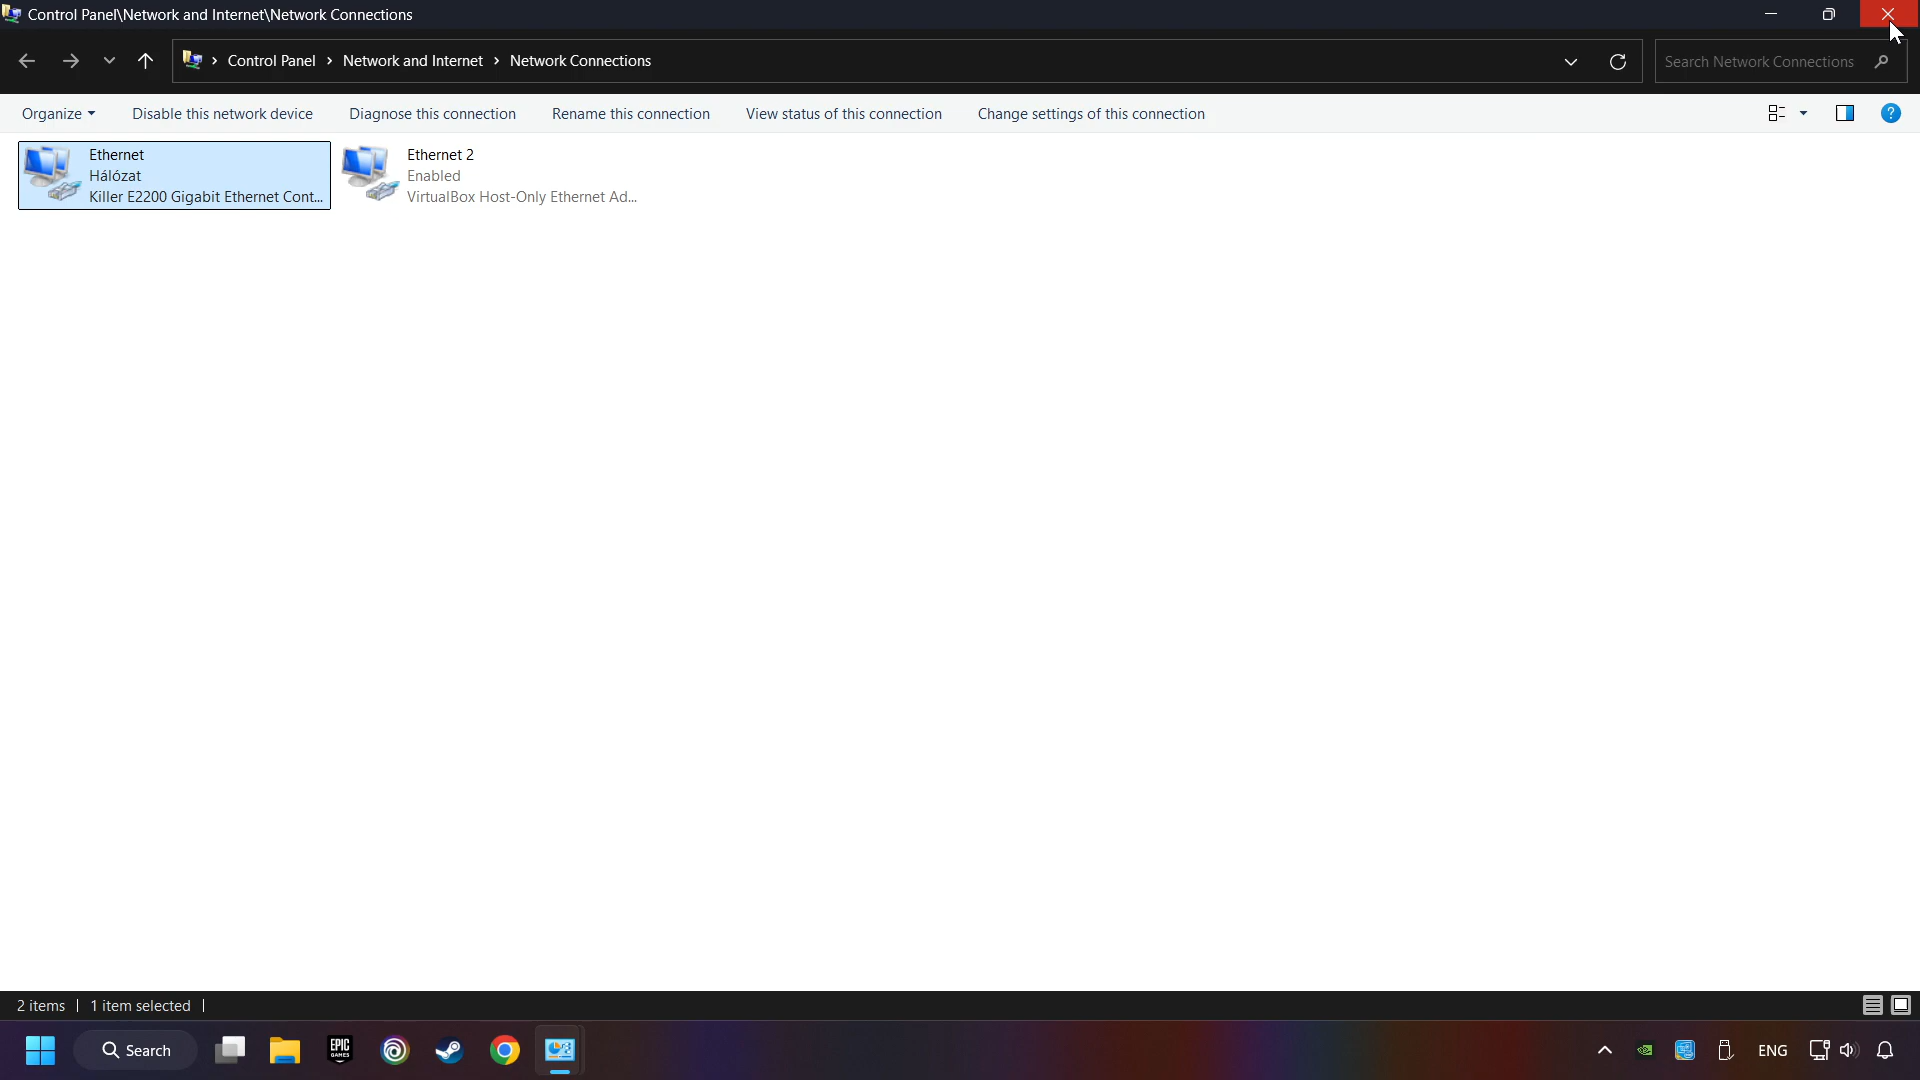 Control Panel\Network and Internet\Network Connections
Control Panel > Network and Internet > Network Connections
Search Network Connections
Organize
Disable this network device
Diagnose this connection
Rename this connection
View status of this connection
Change settings of this connection
Ethernet
Hálózat
Killer E2200 Gigabit Ethernet Cont...
Ethernet 2
Enabled
VirtualBox Host-Only Ethernet Ad...
2 items
1 item selected
Search
EPIC
GAMES
ENG